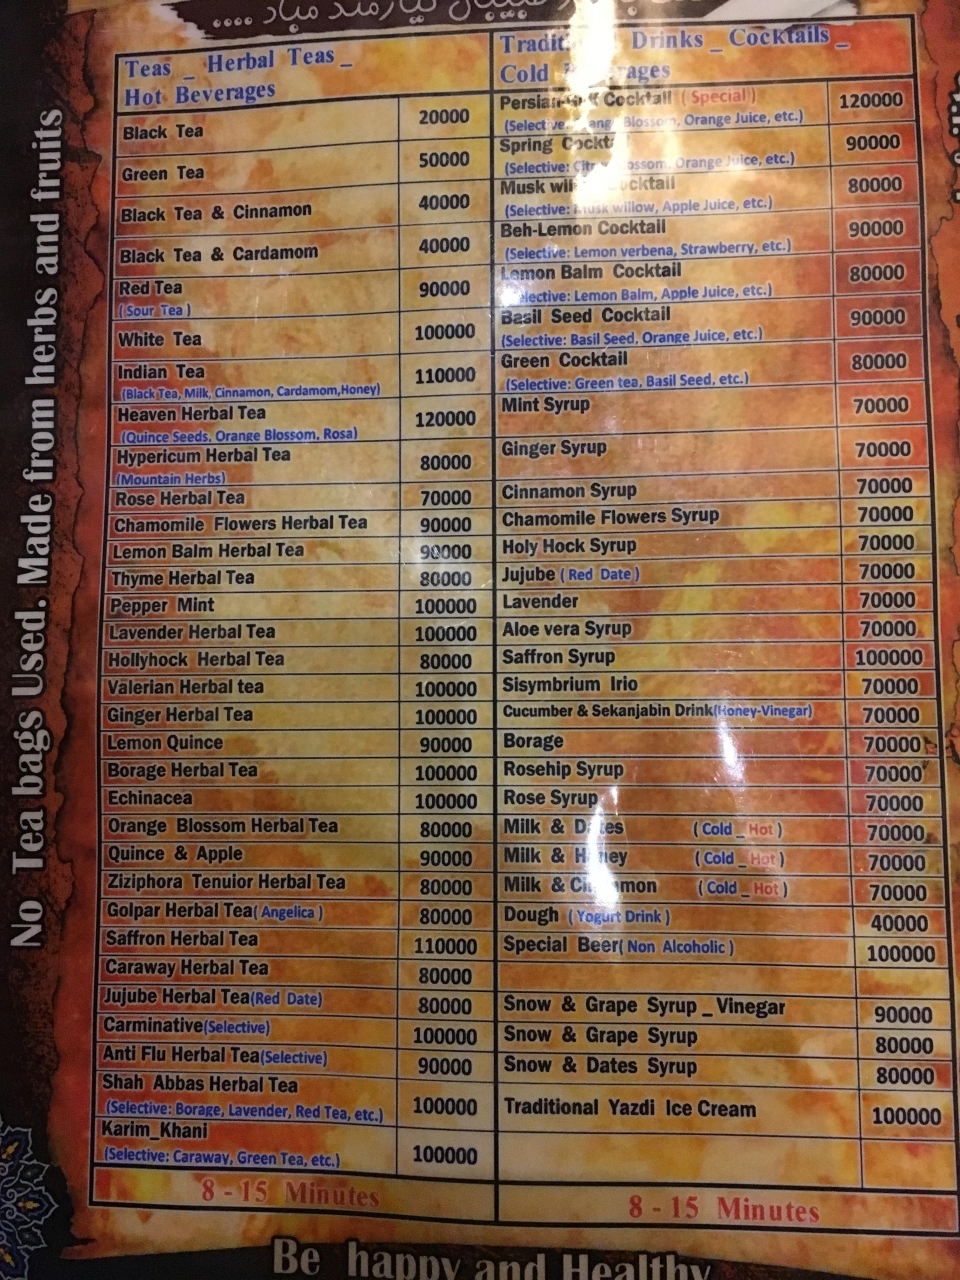 نیازمند مباد ....
Teas _ Herbal Teas _
Hot Beverages
Black Tea 20000
Green Tea 50000
Black Tea & Cinnamon 40000
Black Tea & Cardamom 40000
Red Tea 90000
( Sour Tea )
White Tea 100000
Indian Tea 110000
(Black Tea, Milk, Cinnamon, Cardamom,Honey)
Heaven Herbal Tea 120000
(Quince Seeds, Orange Blossom, Rosa)
Hypericum Herbal Tea 80000
(Mountain Herbs)
Rose Herbal Tea 70000
Chamomile Flowers Herbal Tea 90000
Lemon Balm Herbal Tea 90000
Thyme Herbal Tea 80000
Pepper Mint 100000
Lavender Herbal Tea 100000
Hollyhock Herbal Tea 80000
Valerian Herbal tea 100000
Ginger Herbal Tea 100000
Lemon Quince 90000
Borage Herbal Tea 100000
Echinacea 100000
Orange Blossom Herbal Tea 80000
Quince & Apple 90000
Ziziphora Tenuior Herbal Tea 80000
Golpar Herbal Tea( Angelica ) 80000
Saffron Herbal Tea 110000
Caraway Herbal Tea 80000
Jujube Herbal Tea(Red Date) 80000
Carminative(Selective) 100000
Anti Flu Herbal Tea(Selective) 90000
Shah Abbas Herbal Tea 100000
(Selective: Borage, Lavender, Red Tea, etc.)
Karim_Khani
(Selective: Caraway, Green Tea, etc.) 100000
8 - 15 Minutes
Drinks _ Cocktails _
Cold
Persian Cocktail ( Special ) 120000
Blossom, Orange Juice, etc.)
Spring 90000
(Selective: Orange Juice, etc.)
Musk 80000
(Selective: Musk willow, Apple Juice, etc.)
Beh-Lemon Cocktail 90000
(Selective: Lemon verbena, Strawberry, etc.)
Lemon Balm Cocktail 80000
(Selective: Lemon Balm, Apple Juice, etc.)
Basil Seed Cocktail 90000
(Selective: Basil Seed, Orange Juice, etc.)
Green Cocktail 80000
(Selective: Green tea, Basil Seed, etc.)
Mint Syrup 70000
Ginger Syrup 70000
Cinnamon Syrup 70000
Chamomile Flowers Syrup 70000
Holy Hock Syrup 70000
Jujube ( Red Date ) 70000
Lavender 70000
Aloe vera Syrup 70000
Saffron Syrup 100000
Sisymbrium Irio 70000
Cucumber & Sekanjabin Drink(Honey-Vinegar) 70000
Borage 70000
Rosehip Syrup 70000
Rose Syrup 70000
Milk & Dates ( Cold _ Hot ) 70000
Milk & Honey ( Cold _ Hot ) 70000
Milk & Cinnamon ( Cold _ Hot ) 70000
Dough ( Yogurt Drink ) 40000
Special Beer( Non Alcoholic ) 100000
Snow & Grape Syrup _ Vinegar 90000
Snow & Grape Syrup 80000
Snow & Dates Syrup 80000
Traditional Yazdi Ice Cream 100000
8 - 15 Minutes
No Tea bags Used. Made from herbs and fruits
Be happy and Healthy